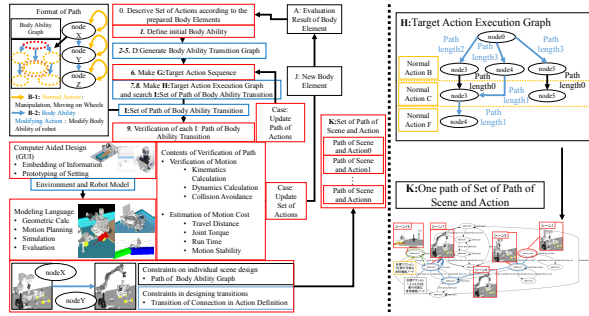 Format of Path
Body Ability
Graph
node
X
node
Y
node
Z
B-1: Normal Action:
Manipulation, Moving on Wheels
B-2: Body Ability
Modifying Action : Modify Body
Ability of robot
0. Descrive Set of Actions according to the
prepared Body Elements
1. Define initial Body Ability
2-5. D:Generate Body Ability Transition Graph
6. Make G:Target Action Sequence
7.8. Make H:Target Action Execution Graph
and search I:Set of Path of Body Ability Transition
I:Set of Path of Body Ability
9. Verification of each I: Path of Body
Ability Transition
A: Evaluation
Result of Body
Element
J: New Body
Element
Case:
Update
Path of
Actions
Case:
Update
Set of
Actions
K:Set of Path of
Scene and Action
Path of Scene
and Action0
Path of Scene
and Action1
Path of Scene
and Actionn
Computer Aided Design
(GUI)
• Embedding of Information
• Prototyping of Setting
Environment and Robot Model
Modeling Language
• Geometric Calc
• Motion Planning
• Simulation
• Evaluation
Contents of Verification of Path
• Verification of Motion
• Kinematics
Calculation
• Dynamics Calculation
• Collision Avoidance
• Estimation of Motion Cost
• Travel Distance
• Joint Torque
• Run Time
• Motion Stability
nodeX
nodeY
Constraints on individual scene design
• Path of Body Ability Graph
Constraints in designing transitions
• Transition of Connection in Action Definition
H:Target Action Execution Graph
node0
Path
length2
Path
length3
Path
length3
Normal
Action B
node3
node4
node5
Path
length0
Path
length0
Normal
Action C
node3
Path
length1
node5
Normal
Action F
node4
Path
length1
K:One path of Set of Path of
Scene and Action